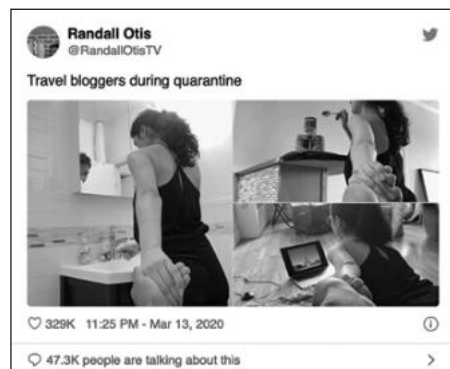 Randall Otis
@RandallOtisTV
Travel bloggers during quarantine
329K 11:25 PM - Mar 13, 2020
47.3K people are talking about this